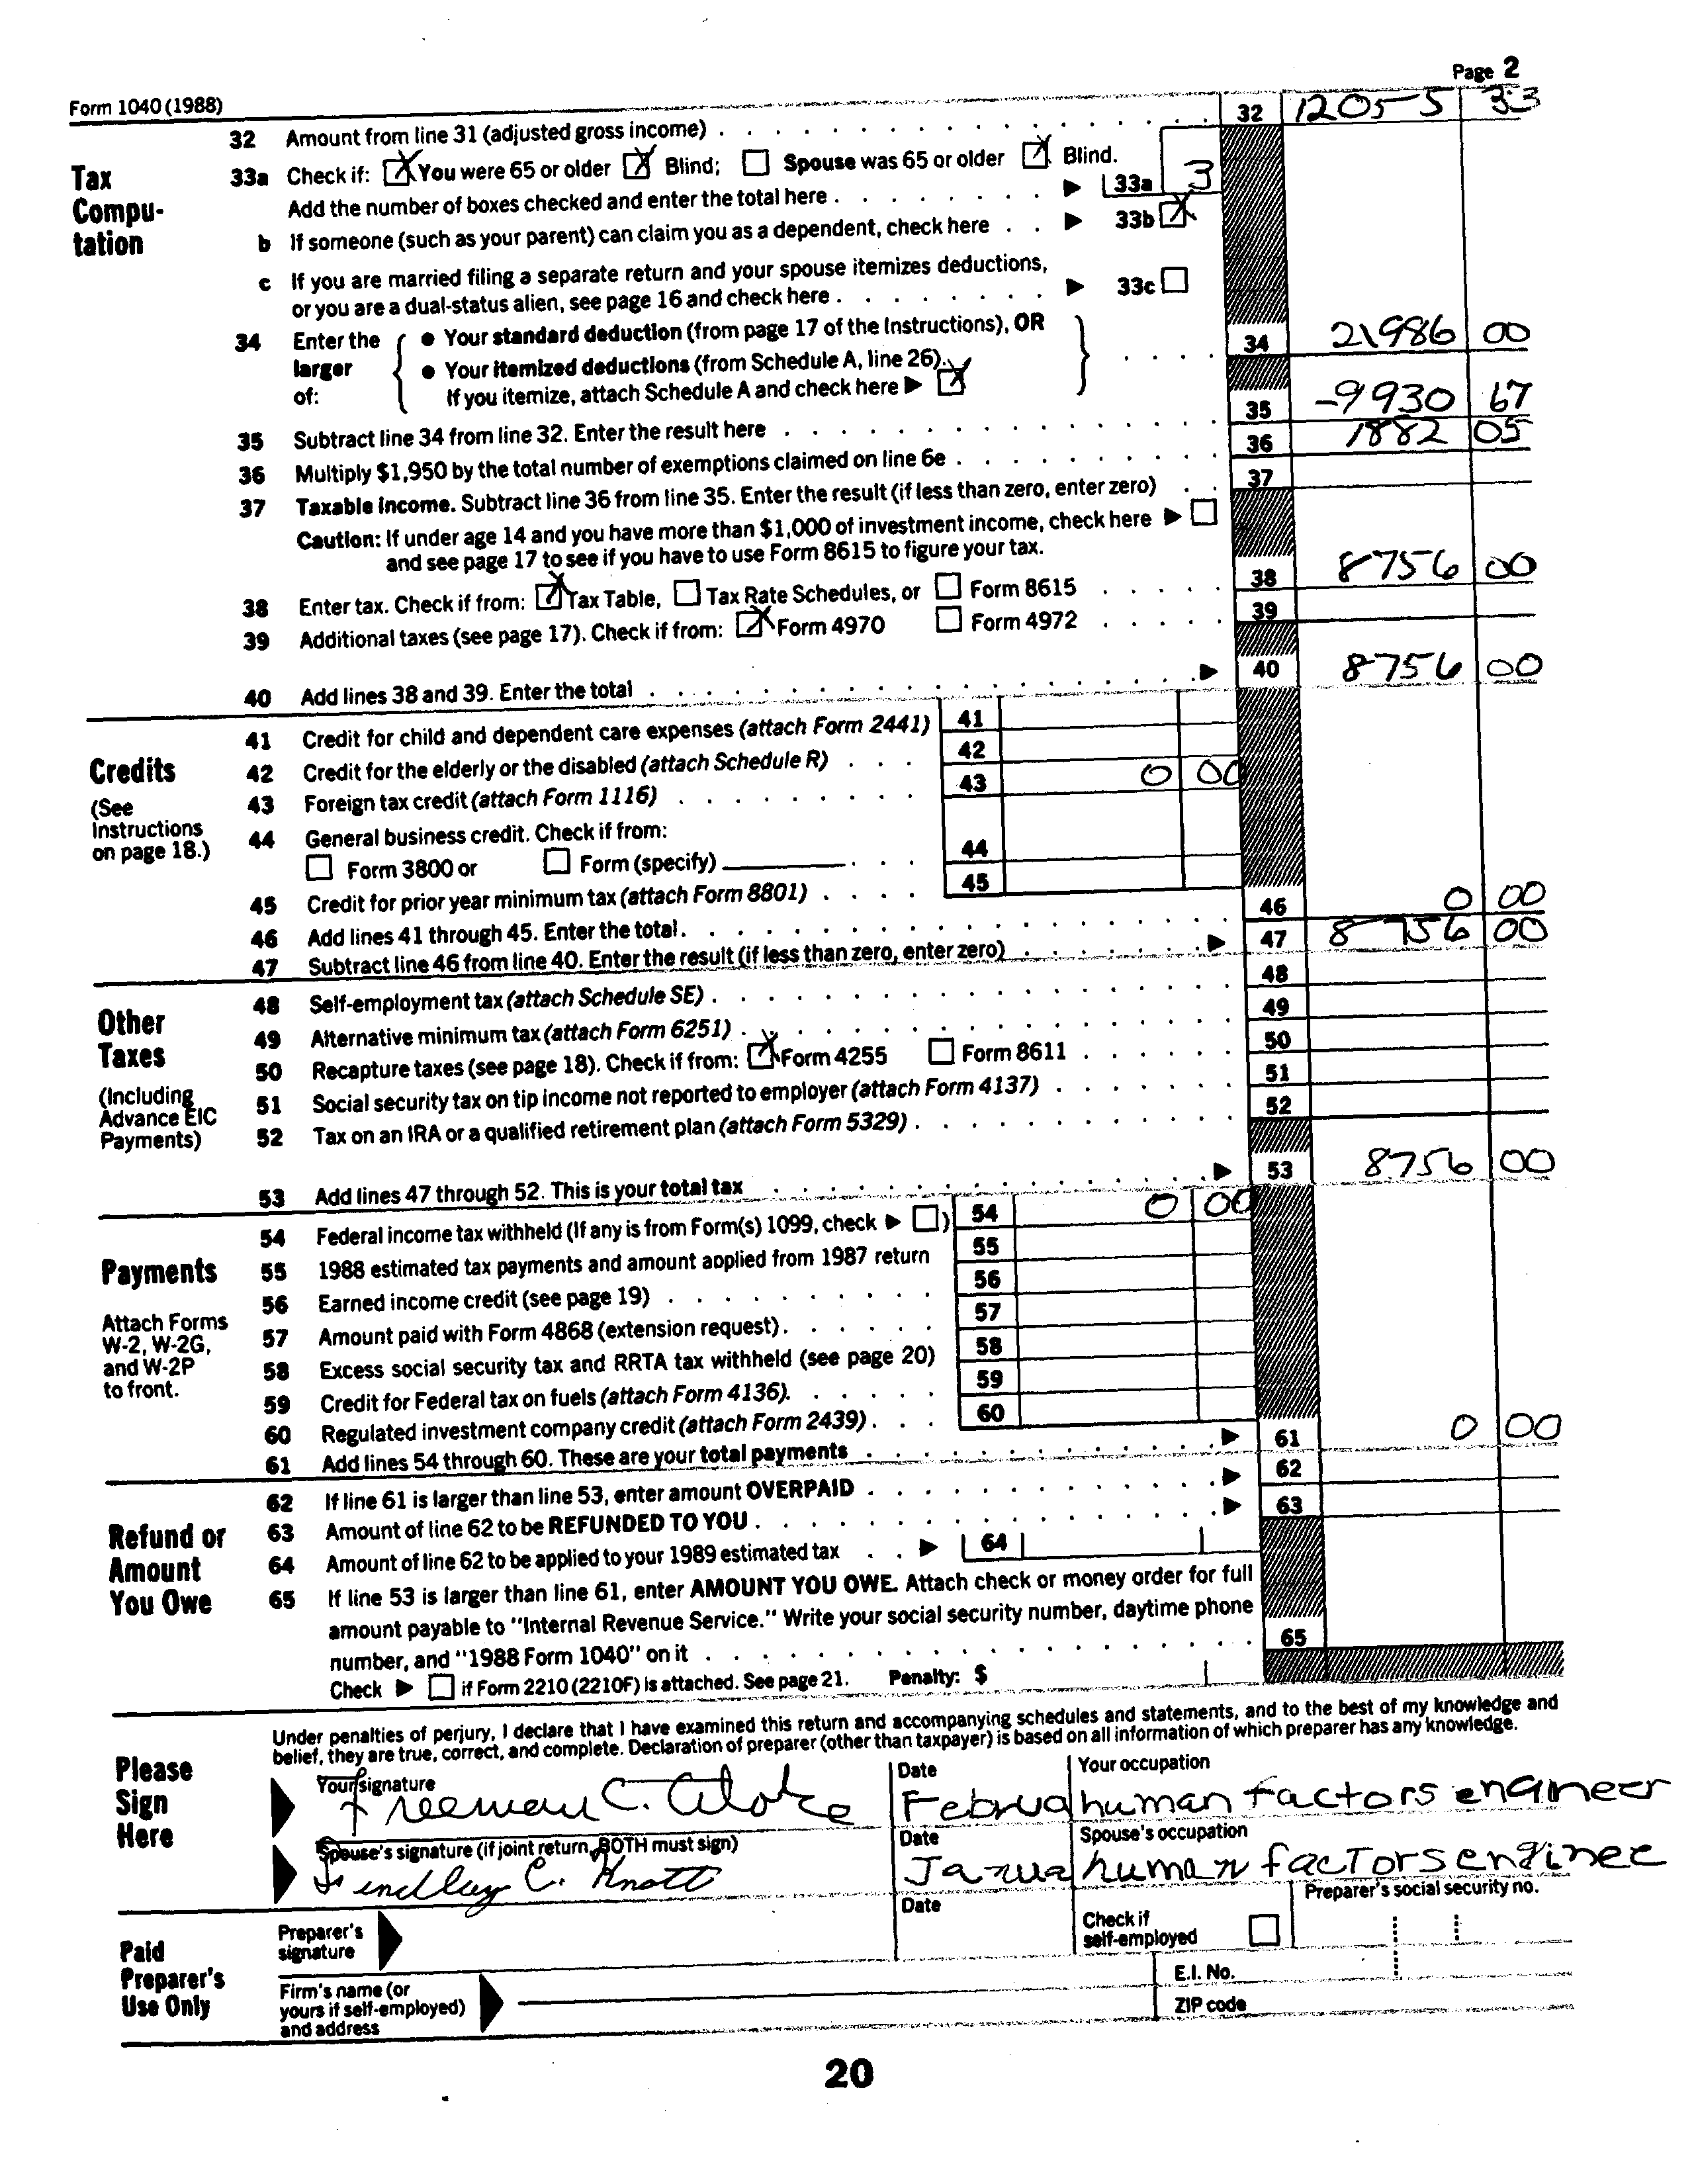 Page 2
Form 1040 (1988)
32 Amount from line 31 (adjusted gross income) 32 12055 33
Tax Compu-tation
33a Check if: X You were 65 or older X Blind; Spouse was 65 or older X Blind.
Add the number of boxes checked and enter the total here 33a 3
b If someone (such as your parent) can claim you as a dependent, check here 33b X
c If you are married filing a separate return and your spouse itemizes deductions,
or you are a dual-status alien, see page 16 and check here 33c
34 Enter the larger of: • Your standard deduction (from page 17 of the Instructions), OR
• Your itemized deductions (from Schedule A, line 26).
If you itemize, attach Schedule A and check here X 34 21986 00
35 Subtract line 34 from line 32. Enter the result here 35 -9930 67
36 Multiply $1,950 by the total number of exemptions claimed on line 6e 36 1882 05
37 Taxable income. Subtract line 36 from line 35. Enter the result (if less than zero, enter zero) 37
Caution: If under age 14 and you have more than $1,000 of investment income, check here
and see page 17 to see if you have to use Form 8615 to figure your tax.
38 Enter tax. Check if from: X Tax Table, Tax Rate Schedules, or Form 8615 38 8756 00
39 Additional taxes (see page 17). Check if from: X Form 4970 Form 4972 39
40 Add lines 38 and 39. Enter the total 40 8756 00
Credits
(See Instructions on page 18.)
41 Credit for child and dependent care expenses (attach Form 2441) 41
42 Credit for the elderly or the disabled (attach Schedule R) 42
43 Foreign tax credit (attach Form 1116) 43 0 00
44 General business credit. Check if from:
Form 3800 or Form (specify) 44
45 Credit for prior year minimum tax (attach Form 8801) 45
46 Add lines 41 through 45. Enter the total 46 0 00
47 Subtract line 46 from line 40. Enter the result (if less than zero, enter zero) 47 8756 00
Other Taxes
(Including Advance EIC Payments)
48 Self-employment tax (attach Schedule SE) 48
49 Alternative minimum tax (attach Form 6251) 49
50 Recapture taxes (see page 18). Check if from: X Form 4255 Form 8611 50
51 Social security tax on tip income not reported to employer (attach Form 4137) 51
52 Tax on an IRA or a qualified retirement plan (attach Form 5329) 52
53 Add lines 47 through 52. This is your total tax 53 8756 00
Payments
Attach Forms W-2, W-2G, and W-2P to front.
54 Federal income tax withheld (If any is from Form(s) 1099, check ) 54 0 00
55 1988 estimated tax payments and amount applied from 1987 return 55
56 Earned income credit (see page 19) 56
57 Amount paid with Form 4868 (extension request) 57
58 Excess social security tax and RRTA tax withheld (see page 20) 58
59 Credit for Federal tax on fuels (attach Form 4136) 59
60 Regulated investment company credit (attach Form 2439) 60
61 Add lines 54 through 60. These are your total payments 61 0 00
Refund or Amount You Owe
62 If line 61 is larger than line 53, enter amount OVERPAID 62
63 Amount of line 62 to be REFUNDED TO YOU 63
64 Amount of line 62 to be applied to your 1989 estimated tax 64
65 If line 53 is larger than line 61, enter AMOUNT YOU OWE. Attach check or money order for full
amount payable to "Internal Revenue Service." Write your social security number, daytime phone
number, and "1988 Form 1040" on it 65
Check if Form 2210 (2210F) is attached. See page 21. Penalty: $
Please Sign Here
Under penalties of perjury, I declare that I have examined this return and accompanying schedules and statements, and to the best of my knowledge and
belief, they are true, correct, and complete. Declaration of preparer (other than taxpayer) is based on all information of which preparer has any knowledge.
Your signature Date Your occupation
Freeman C. Februa human factors engineer
Spouse's signature (if joint return, BOTH must sign) Date Spouse's occupation
Lindley C. Knott Janua human factors enginee
Paid Preparer's Use Only
Preparer's signature Date Check if self-employed Preparer's social security no.
Firm's name (or yours if self-employed) and address E.I. No.
ZIP code
20